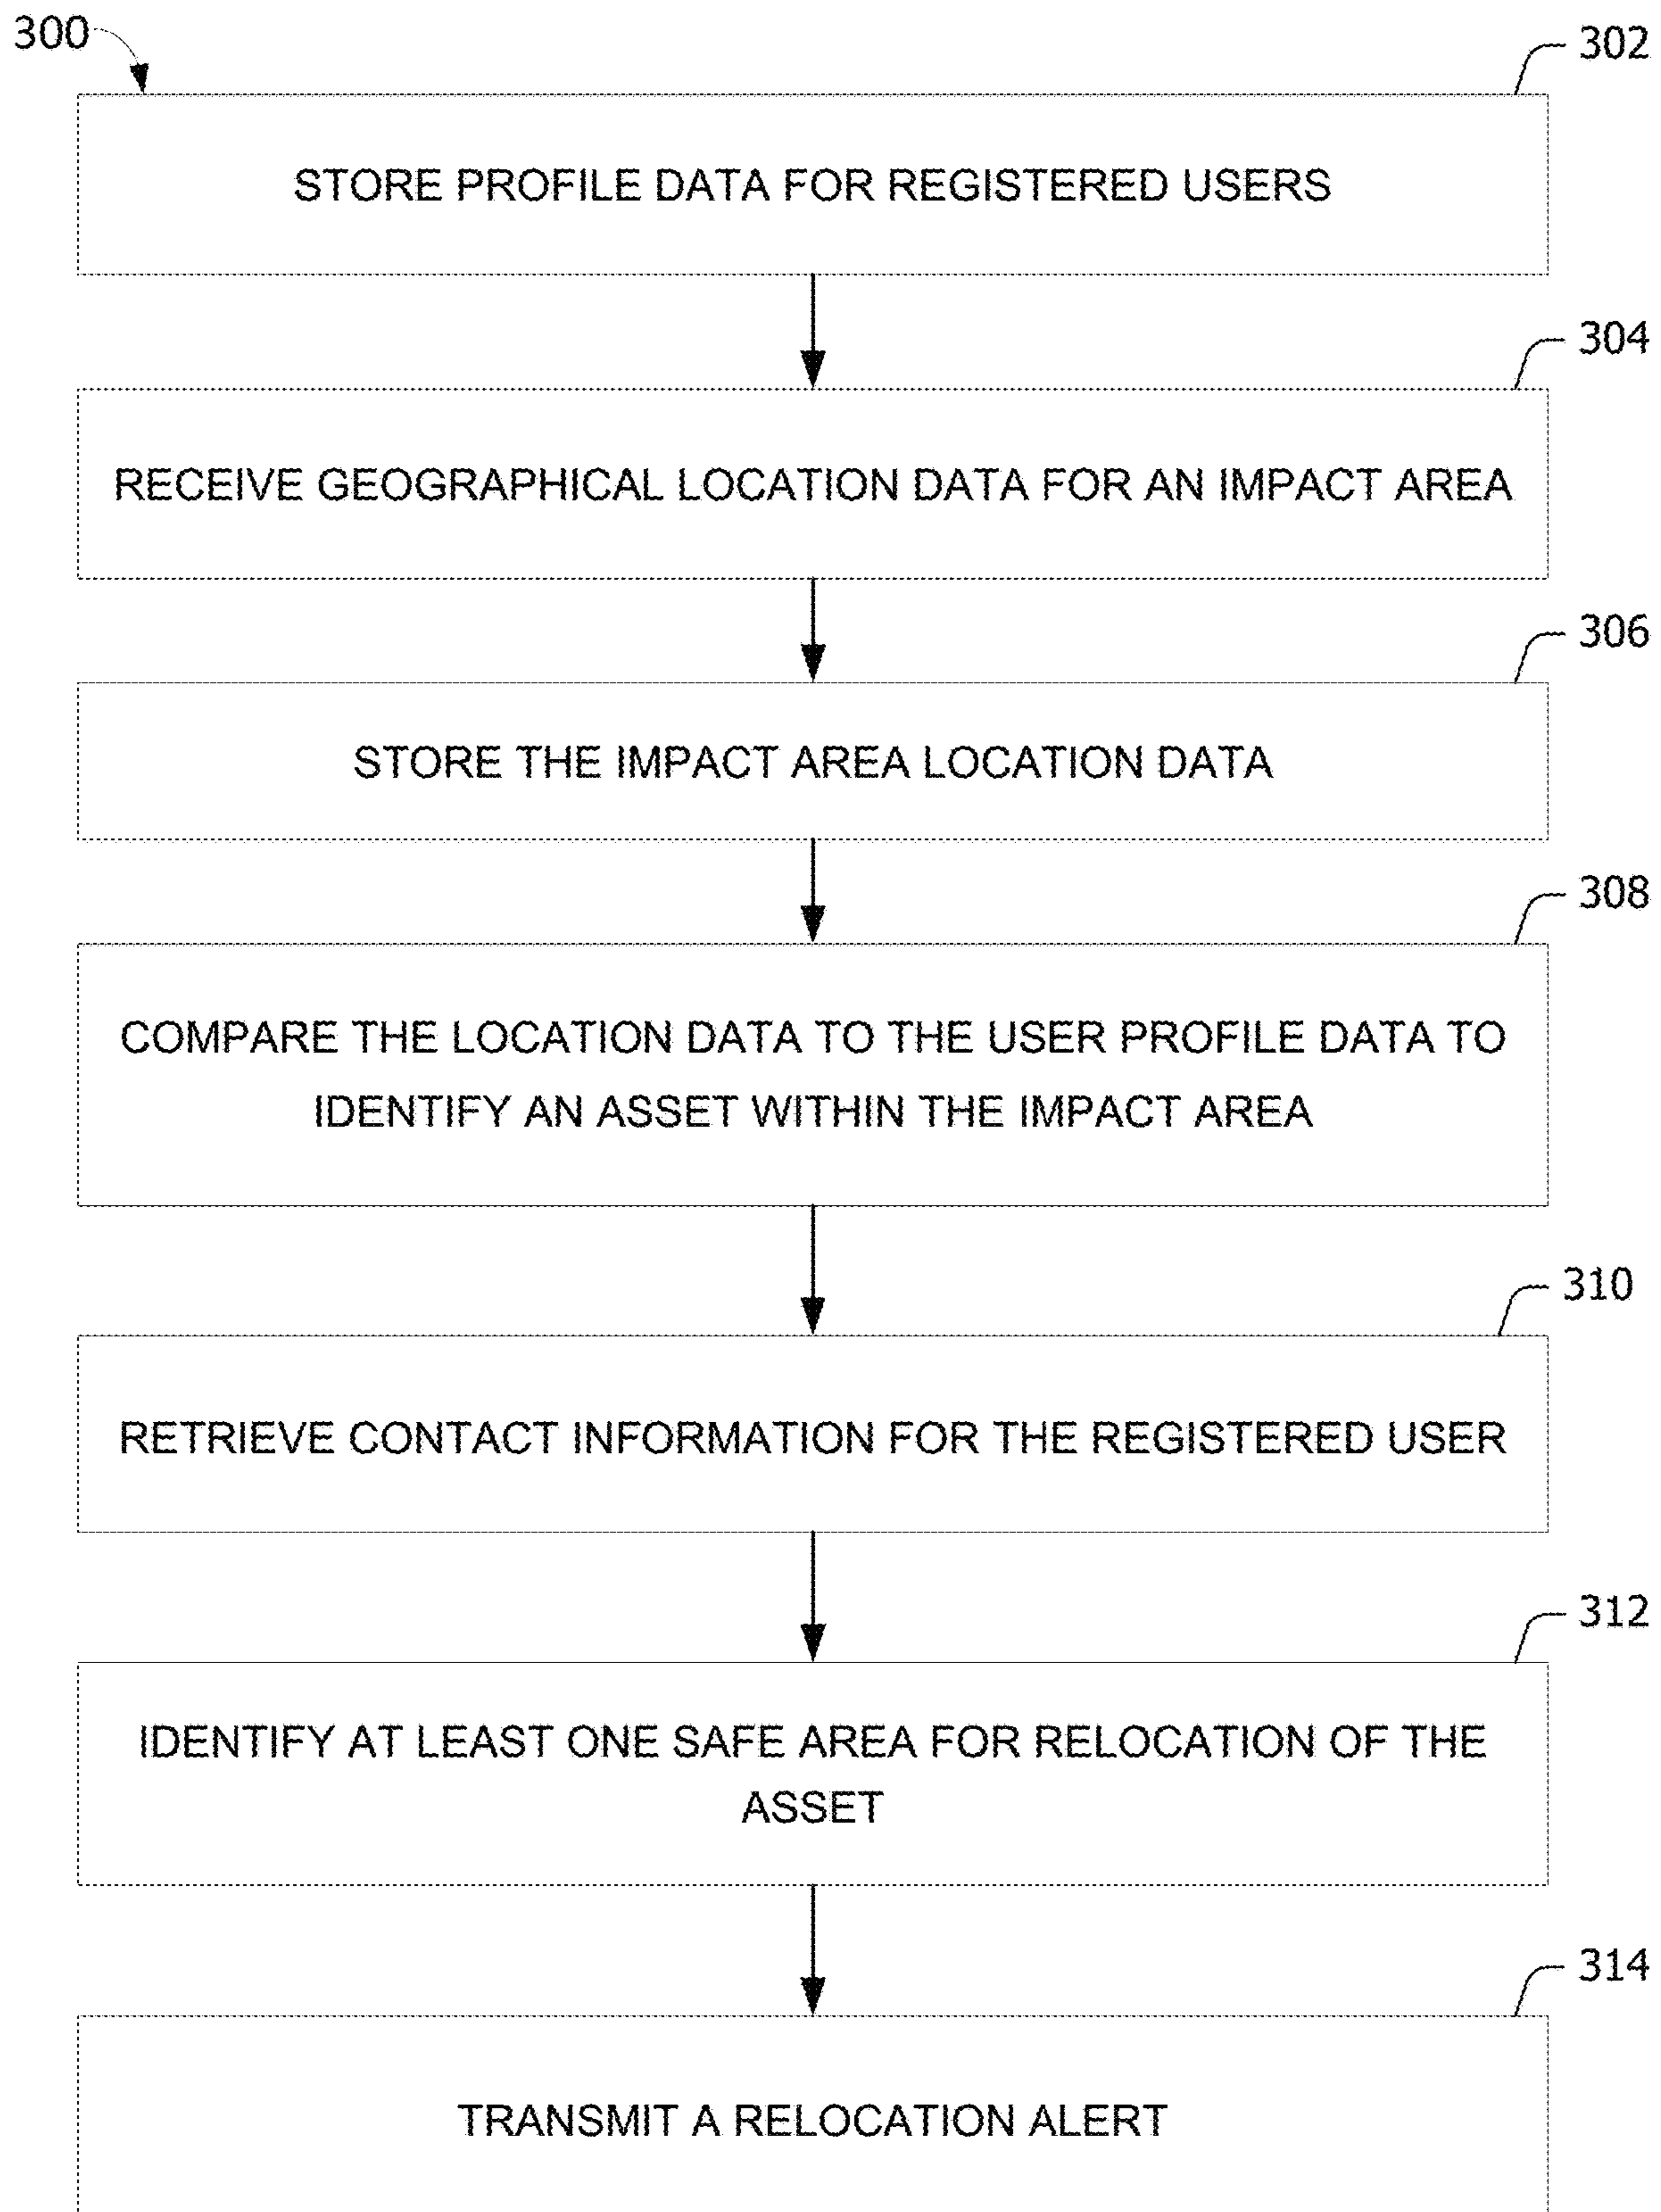 300
302
STORE PROFILE DATA FOR REGISTERED USERS
304
RECEIVE GEOGRAPHICAL LOCATION DATA FOR AN IMPACT AREA
306
STORE THE IMPACT AREA LOCATION DATA
308
COMPARE THE LOCATION DATA TO THE USER PROFILE DATA TO
IDENTIFY AN ASSET WITHIN THE IMPACT AREA
310
RETRIEVE CONTACT INFORMATION FOR THE REGISTERED USER
312
IDENTIFY AT LEAST ONE SAFE AREA FOR RELOCATION OF THE
ASSET
314
TRANSMIT A RELOCATION ALERT